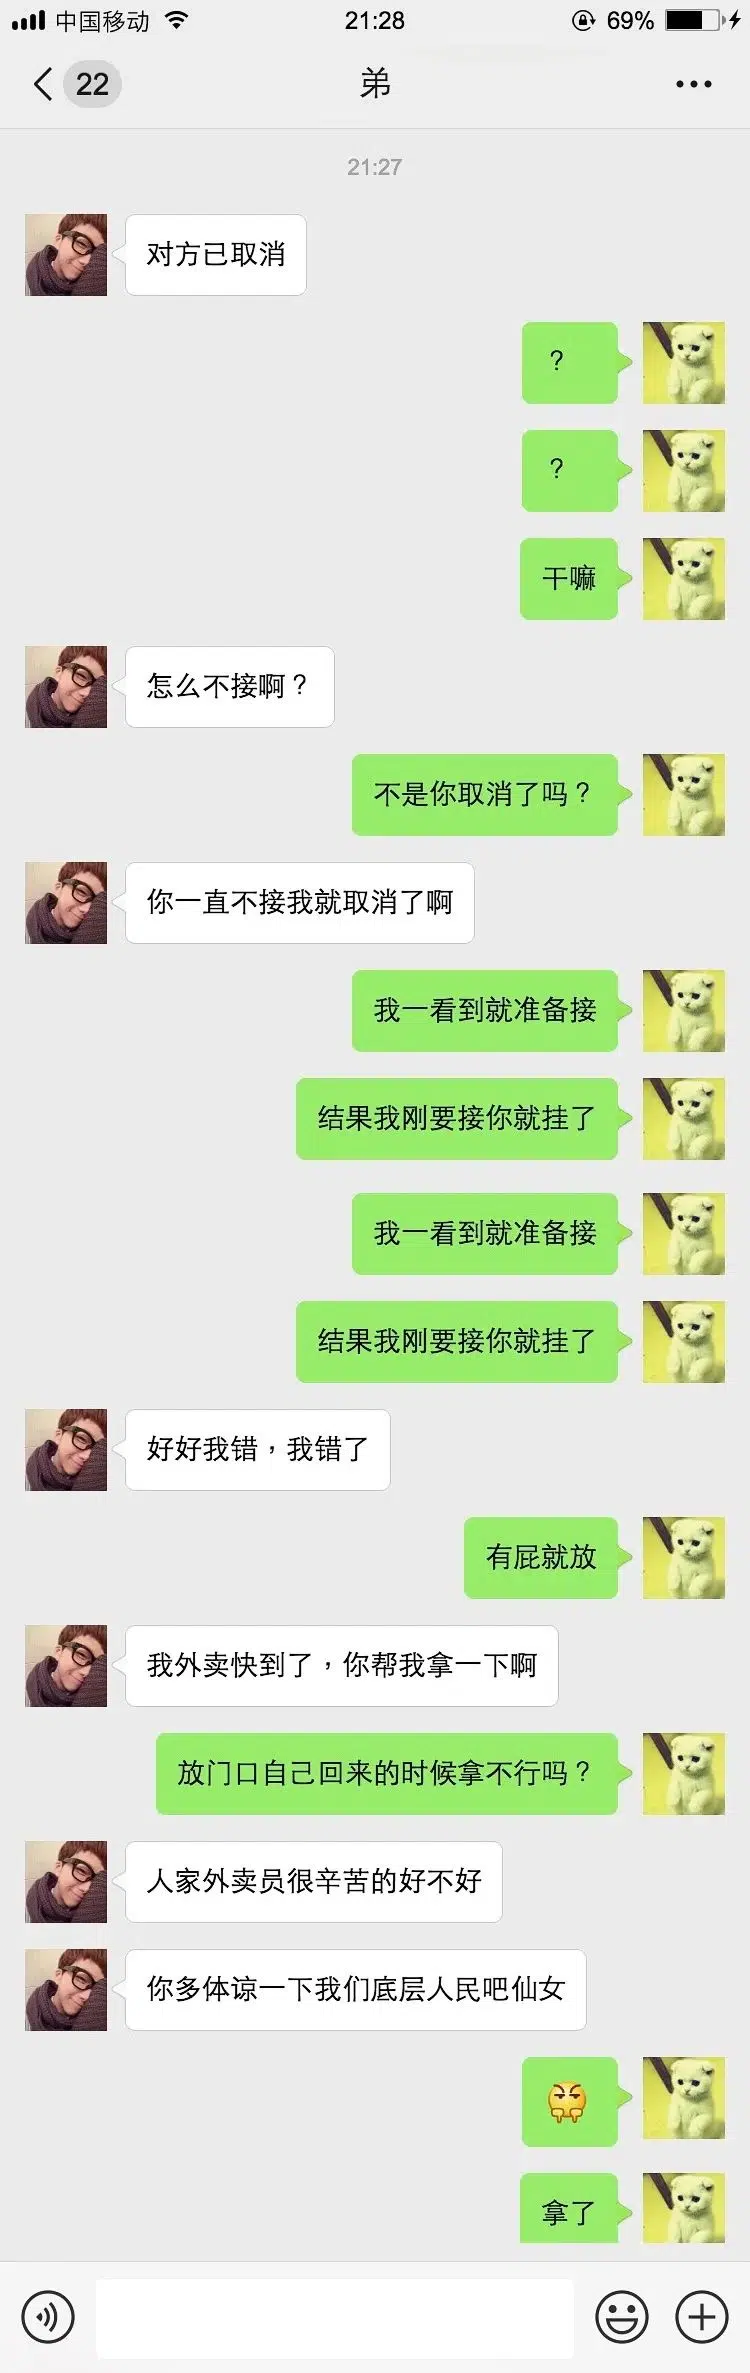 中国移动 21:28 69%
22 弟
21:27
对方已取消
？
？
干嘛
怎么不接啊？
不是你取消了吗？
你一直不接我就取消了啊
我一看到就准备接
结果我刚要接你就挂了
我一看到就准备接
结果我刚要接你就挂了
好好我错，我错了
有屁就放
我外卖快到了，你帮我拿一下啊
放门口自己回来的时候拿不行吗？
人家外卖员很辛苦的好不好
你多体谅一下我们底层人民吧仙女
拿了